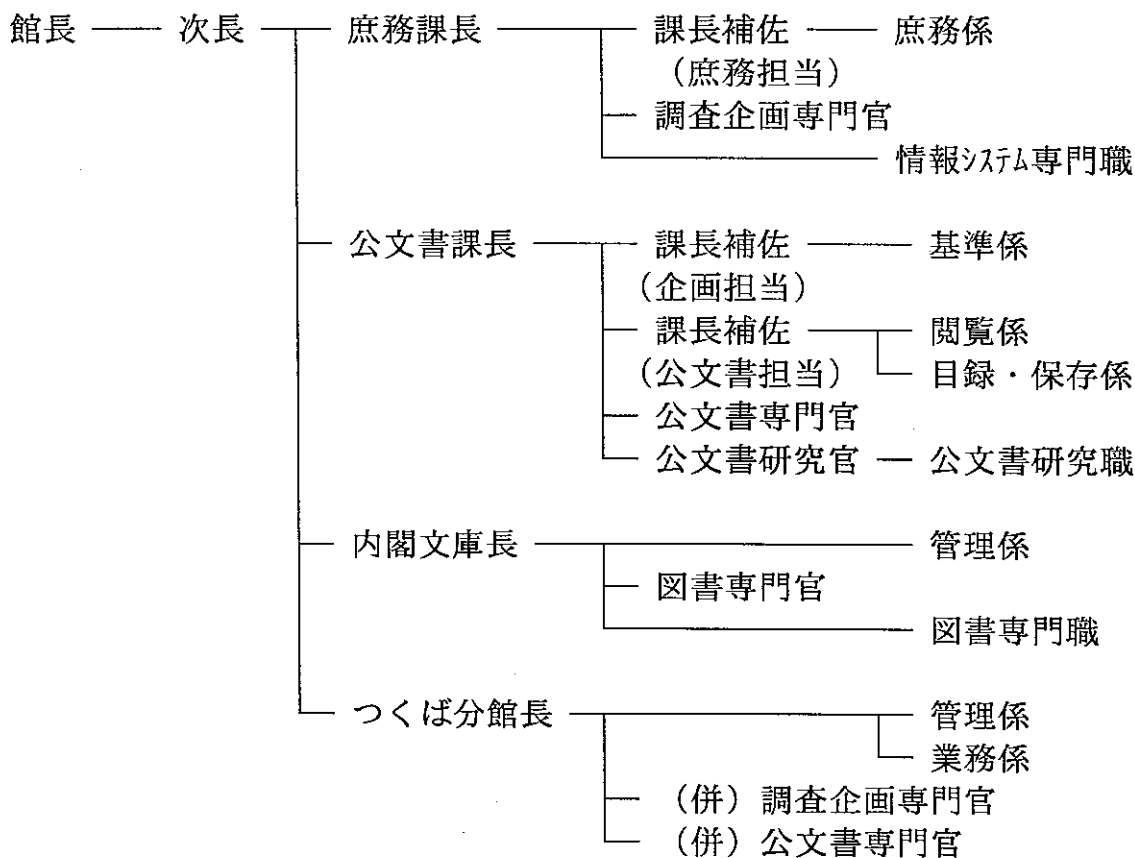 館長 次長 庶務課長 課長補佐 庶務係
(庶務担当)
調査企画専門官
情報システム専門職
公文書課長 課長補佐 基準係
(企画担当)
課長補佐 閲覧係
(公文書担当) 目録・保存係
公文書専門官
公文書研究官 公文書研究職
内閣文庫長 管理係
図書専門官
図書専門職
つくば分館長 管理係
業務係
(併)調査企画専門官
(併)公文書専門官